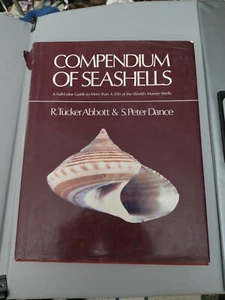 COMPENDIUM
OF SEASHELLS
A Full-Color Guide to More than 4,200 of the World's Marine Shells
R. Tucker Abbott & S. Peter Dance